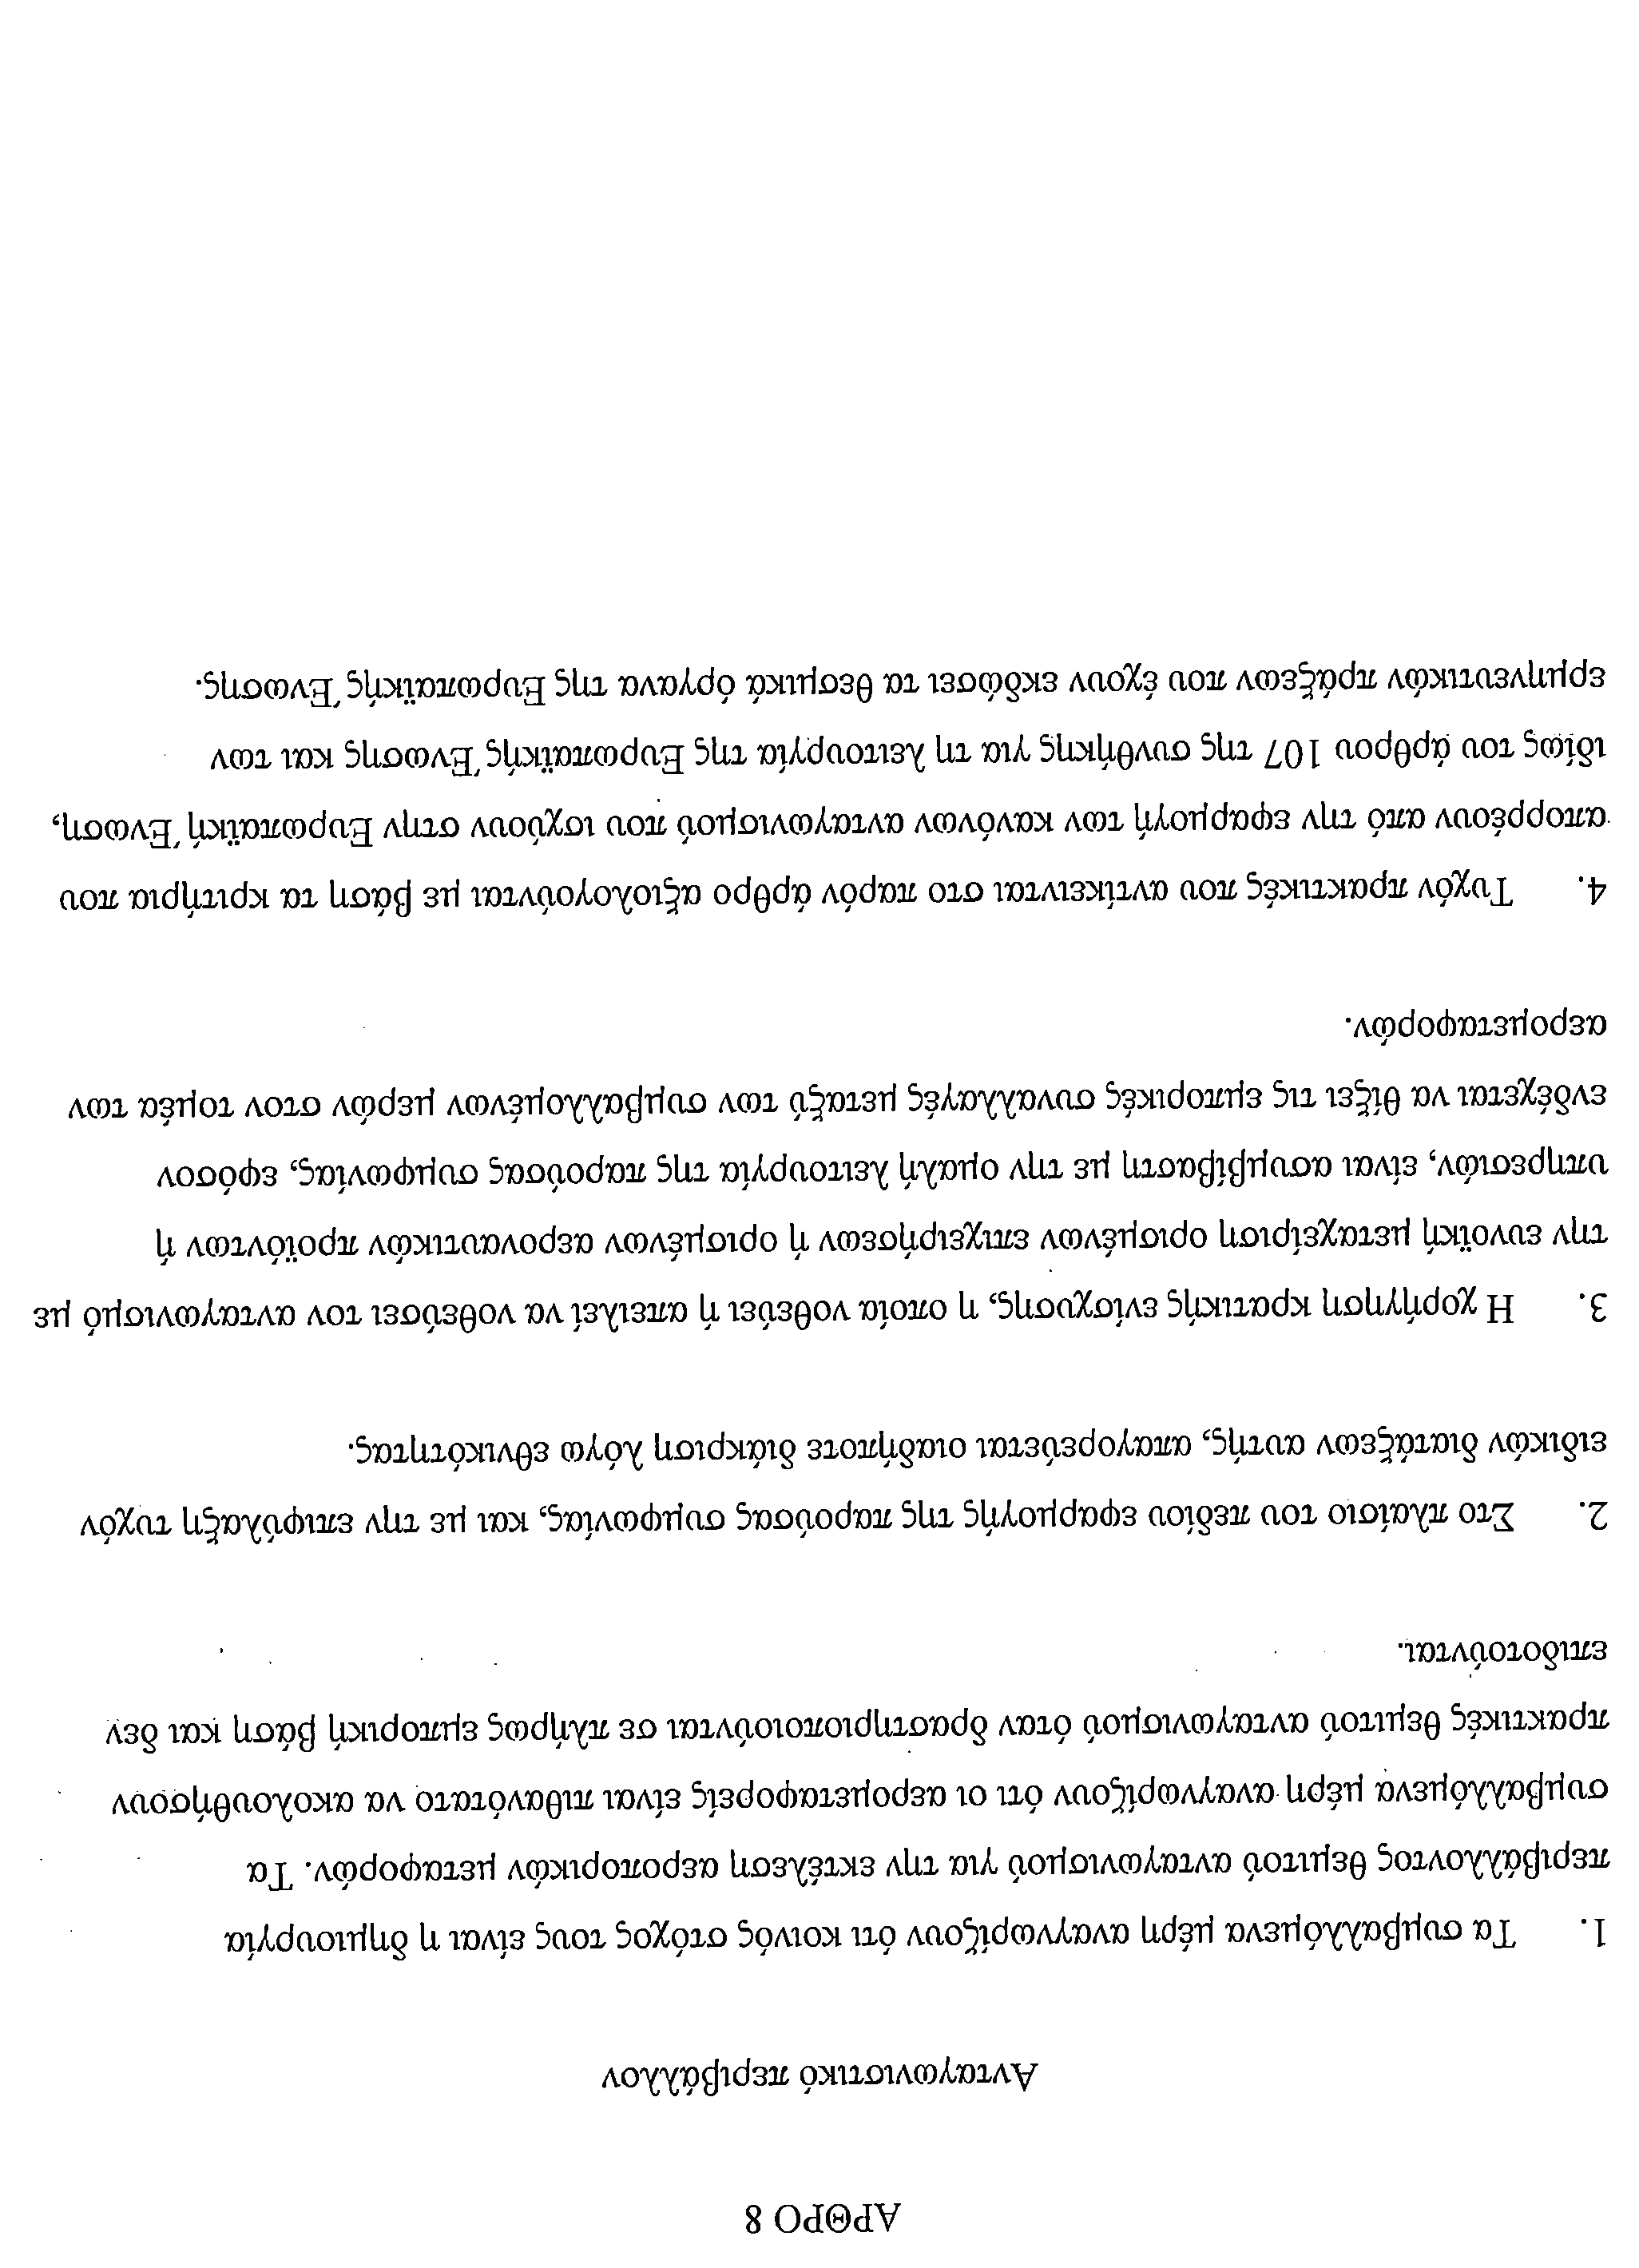 ΑΡΘΡΟ 8
Ανταγωνιστικό περιβάλλον
1. Τα συμβαλλόμενα μέρη αναγνωρίζουν ότι κοινός στόχος τους είναι η δημιουργία
περιβάλλοντος θεμιτού ανταγωνισμού για την εκτέλεση αεροπορικών μεταφορών. Τα
συμβαλλόμενα μέρη αναγνωρίζουν ότι οι αερομεταφορείς είναι πιθανότατο να ακολουθήσουν
πρακτικές θεμιτού ανταγωνισμού όταν δραστηριοποιούνται σε πλήρως εμπορική βάση και δεν
επιδοτούνται.
2. Στο πλαίσιο του πεδίου εφαρμογής της παρούσας συμφωνίας, και με την επιφύλαξη τυχόν
ειδικών διατάξεων αυτής, απαγορεύεται οιαδήποτε διάκριση λόγω εθνικότητας.
3. Η χορήγηση κρατικής ενίσχυσης, η οποία νοθεύει ή απειλεί να νοθεύσει τον ανταγωνισμό με
την ευνοϊκή μεταχείριση ορισμένων επιχειρήσεων ή ορισμένων αεροναυτικών προϊόντων ή
υπηρεσιών, είναι ασυμβίβαστη με την ομαλή λειτουργία της παρούσας συμφωνίας, εφόσον
ενδέχεται να θίξει τις εμπορικές συναλλαγές μεταξύ των συμβαλλομένων μερών στον τομέα των
αερομεταφορών.
4. Τυχόν πρακτικές που αντίκεινται στο παρόν άρθρο αξιολογούνται με βάση τα κριτήρια που
απορρέουν από την εφαρμογή των κανόνων ανταγωνισμού που ισχύουν στην Ευρωπαϊκή Ένωση,
ιδίως του άρθρου 107 της συνθήκης για τη λειτουργία της Ευρωπαϊκής Ένωσης και των
ερμηνευτικών πράξεων που έχουν εκδώσει τα θεσμικά όργανα της Ευρωπαϊκής Ένωσης.